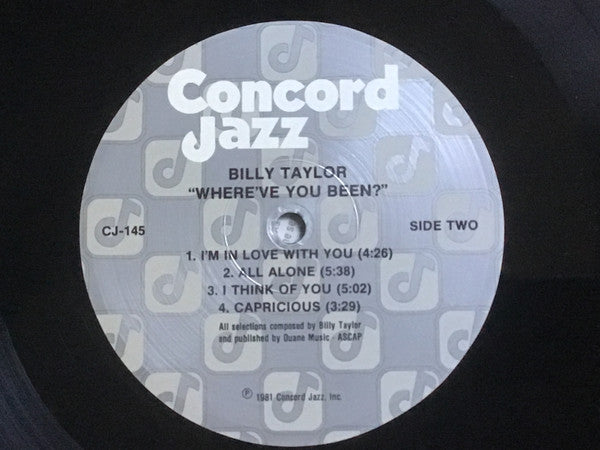 Concord
Jazz
BILLY TAYLOR
"WHERE'VE YOU BEEN?"
CJ-145
SIDE TWO
1. I'M IN LOVE WITH YOU (4:26)
2. ALL ALONE (5:38)
3. I THINK OF YOU (5:02)
4. CAPRICIOUS (3:29)
All selections composed by Billy Taylor
and published by Duane Music - ASCAP
℗ 1981 Concord Jazz, Inc.